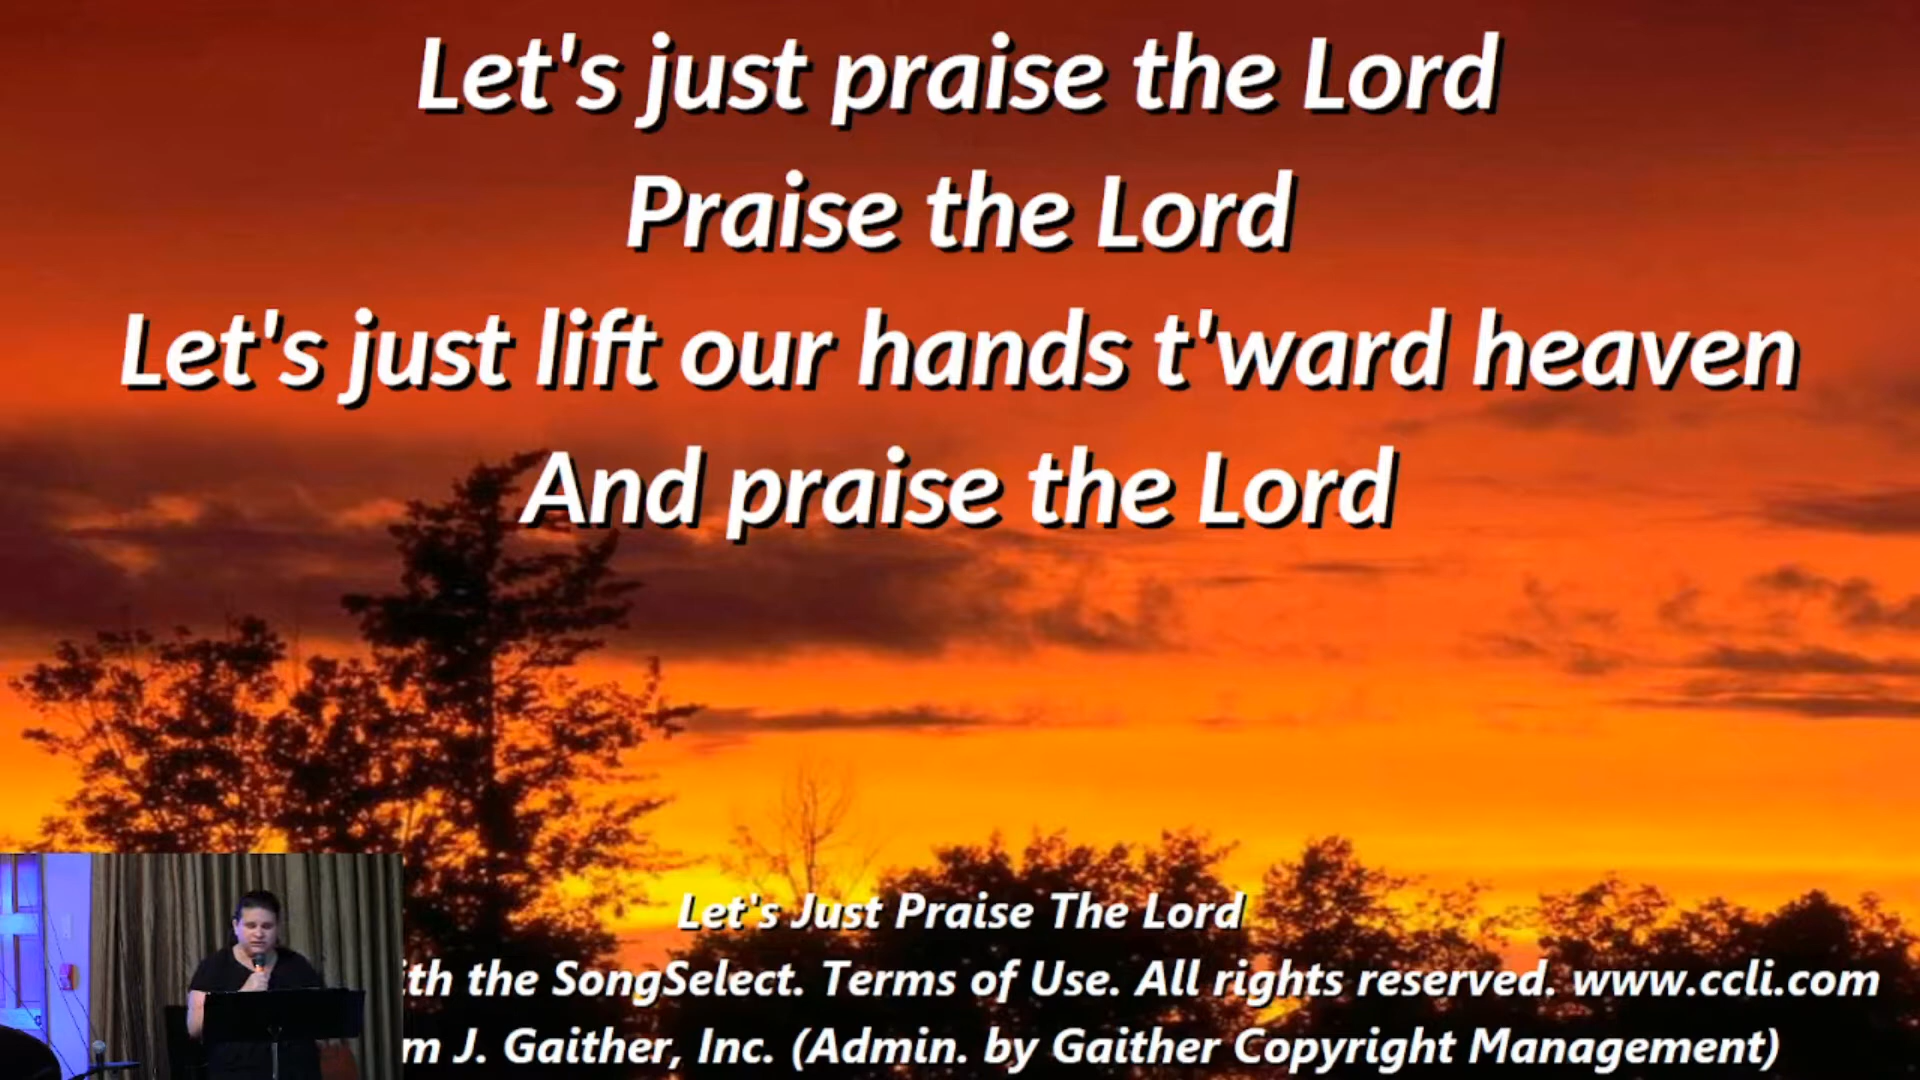 Let's just praise the Lord
Praise the Lord
Let's just lift our hands t'ward heaven
And praise the Lord
Let's Just Praise The Lord
the SongSelect. Terms of Use. All rights reserved. www.ccli.com
J. Gaither, Inc. (Admin. by Gaither Copyright Management)